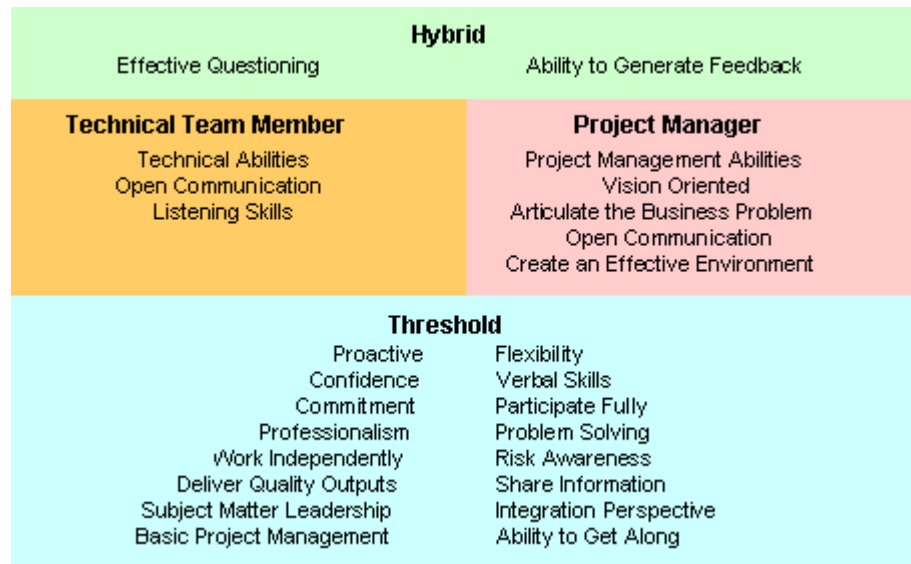 Hybrid
Effective Questioning Ability to Generate Feedback
Technical Team Member
Technical Abilities
Open Communication
Listening Skills
Project Manager
Project Management Abilities
Vision Oriented
Articulate the Business Problem
Open Communication
Create an Effective Environment
Threshold
Proactive Flexibility
Confidence Verbal Skills
Commitment Participate Fully
Professionalism Problem Solving
Work Independently Risk Awareness
Deliver Quality Outputs Share Information
Subject Matter Leadership Integration Perspective
Basic Project Management Ability to Get Along